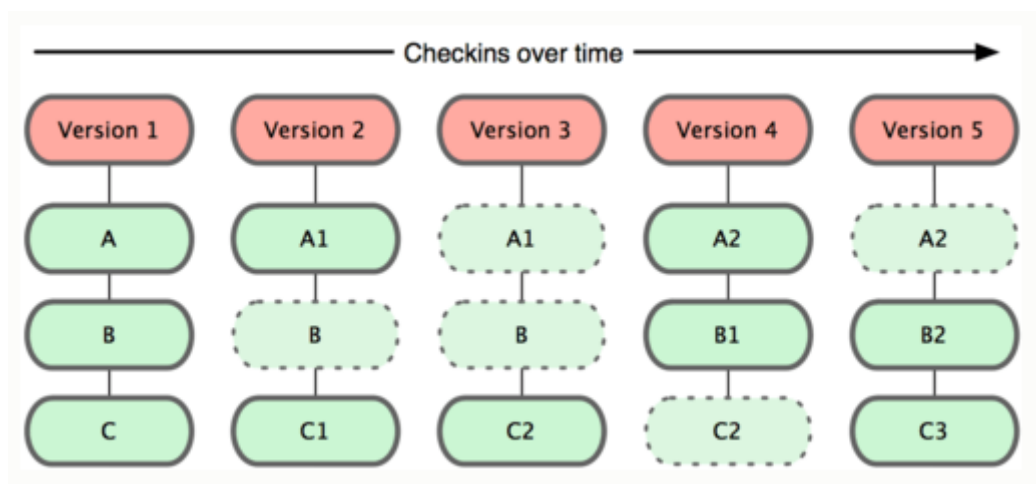 Checkins over time
Version 1 Version 2 Version 3 Version 4 Version 5
A A1 A1 A2 A2
B B B B1 B2
C C1 C2 C2 C3